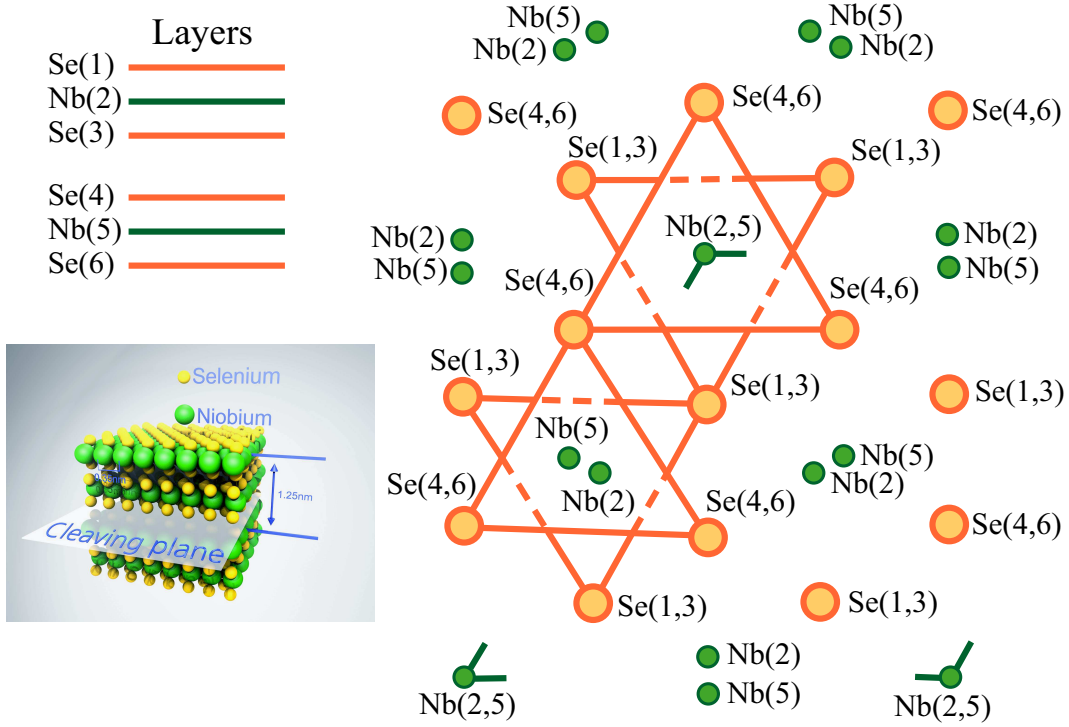 Layers
Se(1)
Nb(2)
Se(3)
Se(4)
Nb(5)
Se(6)
Selenium
Niobium
1.25nm
Cleaving plane
Nb(5)
Nb(2)
Nb(5)
Nb(2)
Se(4,6)
Se(4,6)
Se(4,6)
Se(1,3)
Se(1,3)
Nb(2)
Nb(5)
Nb(2,5)
Nb(2)
Nb(5)
Se(4,6)
Se(4,6)
Se(1,3)
Se(1,3)
Se(1,3)
Nb(5)
Nb(2)
Nb(5)
Nb(2)
Se(4,6)
Se(4,6)
Se(4,6)
Se(1,3)
Se(1,3)
Nb(2,5)
Nb(2)
Nb(5)
Nb(2,5)